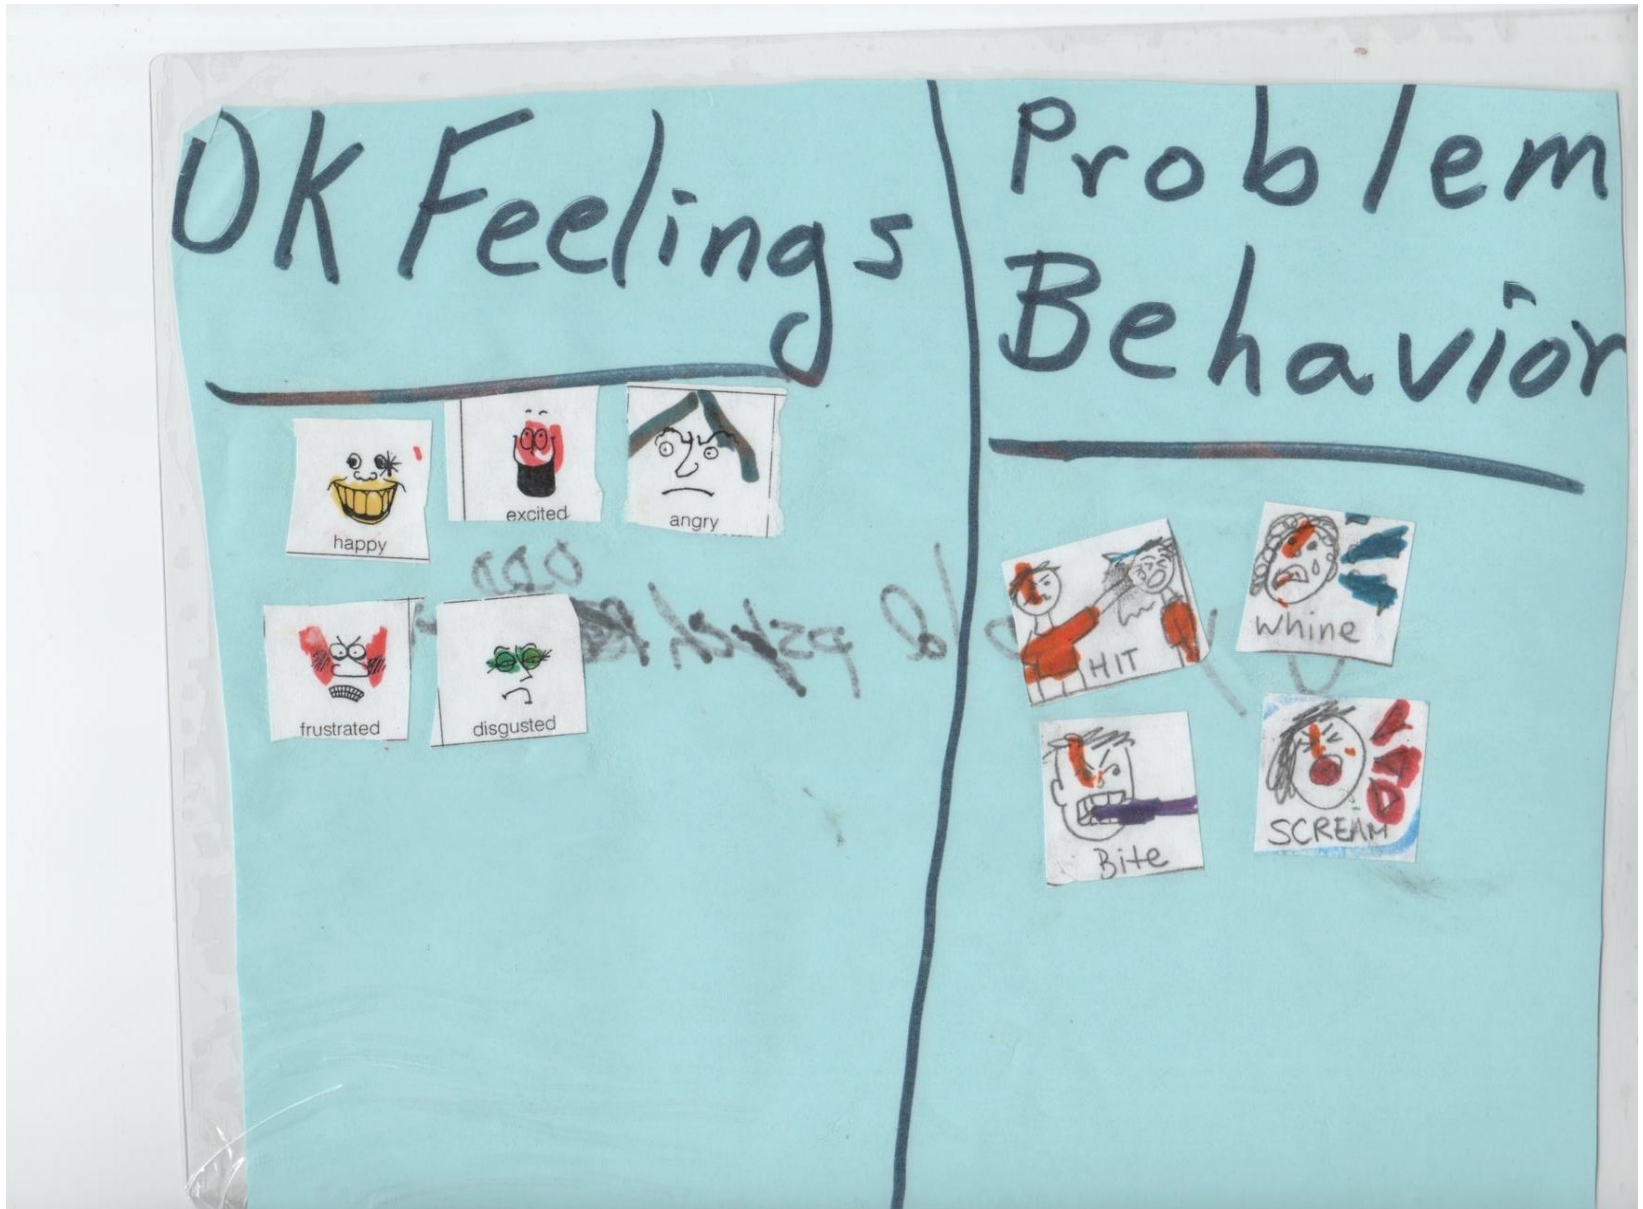 OK Feelings
happy
excited
angry
frustrated
disgusted
Problem
Behavior
HIT
Whine
Bite
SCREAM